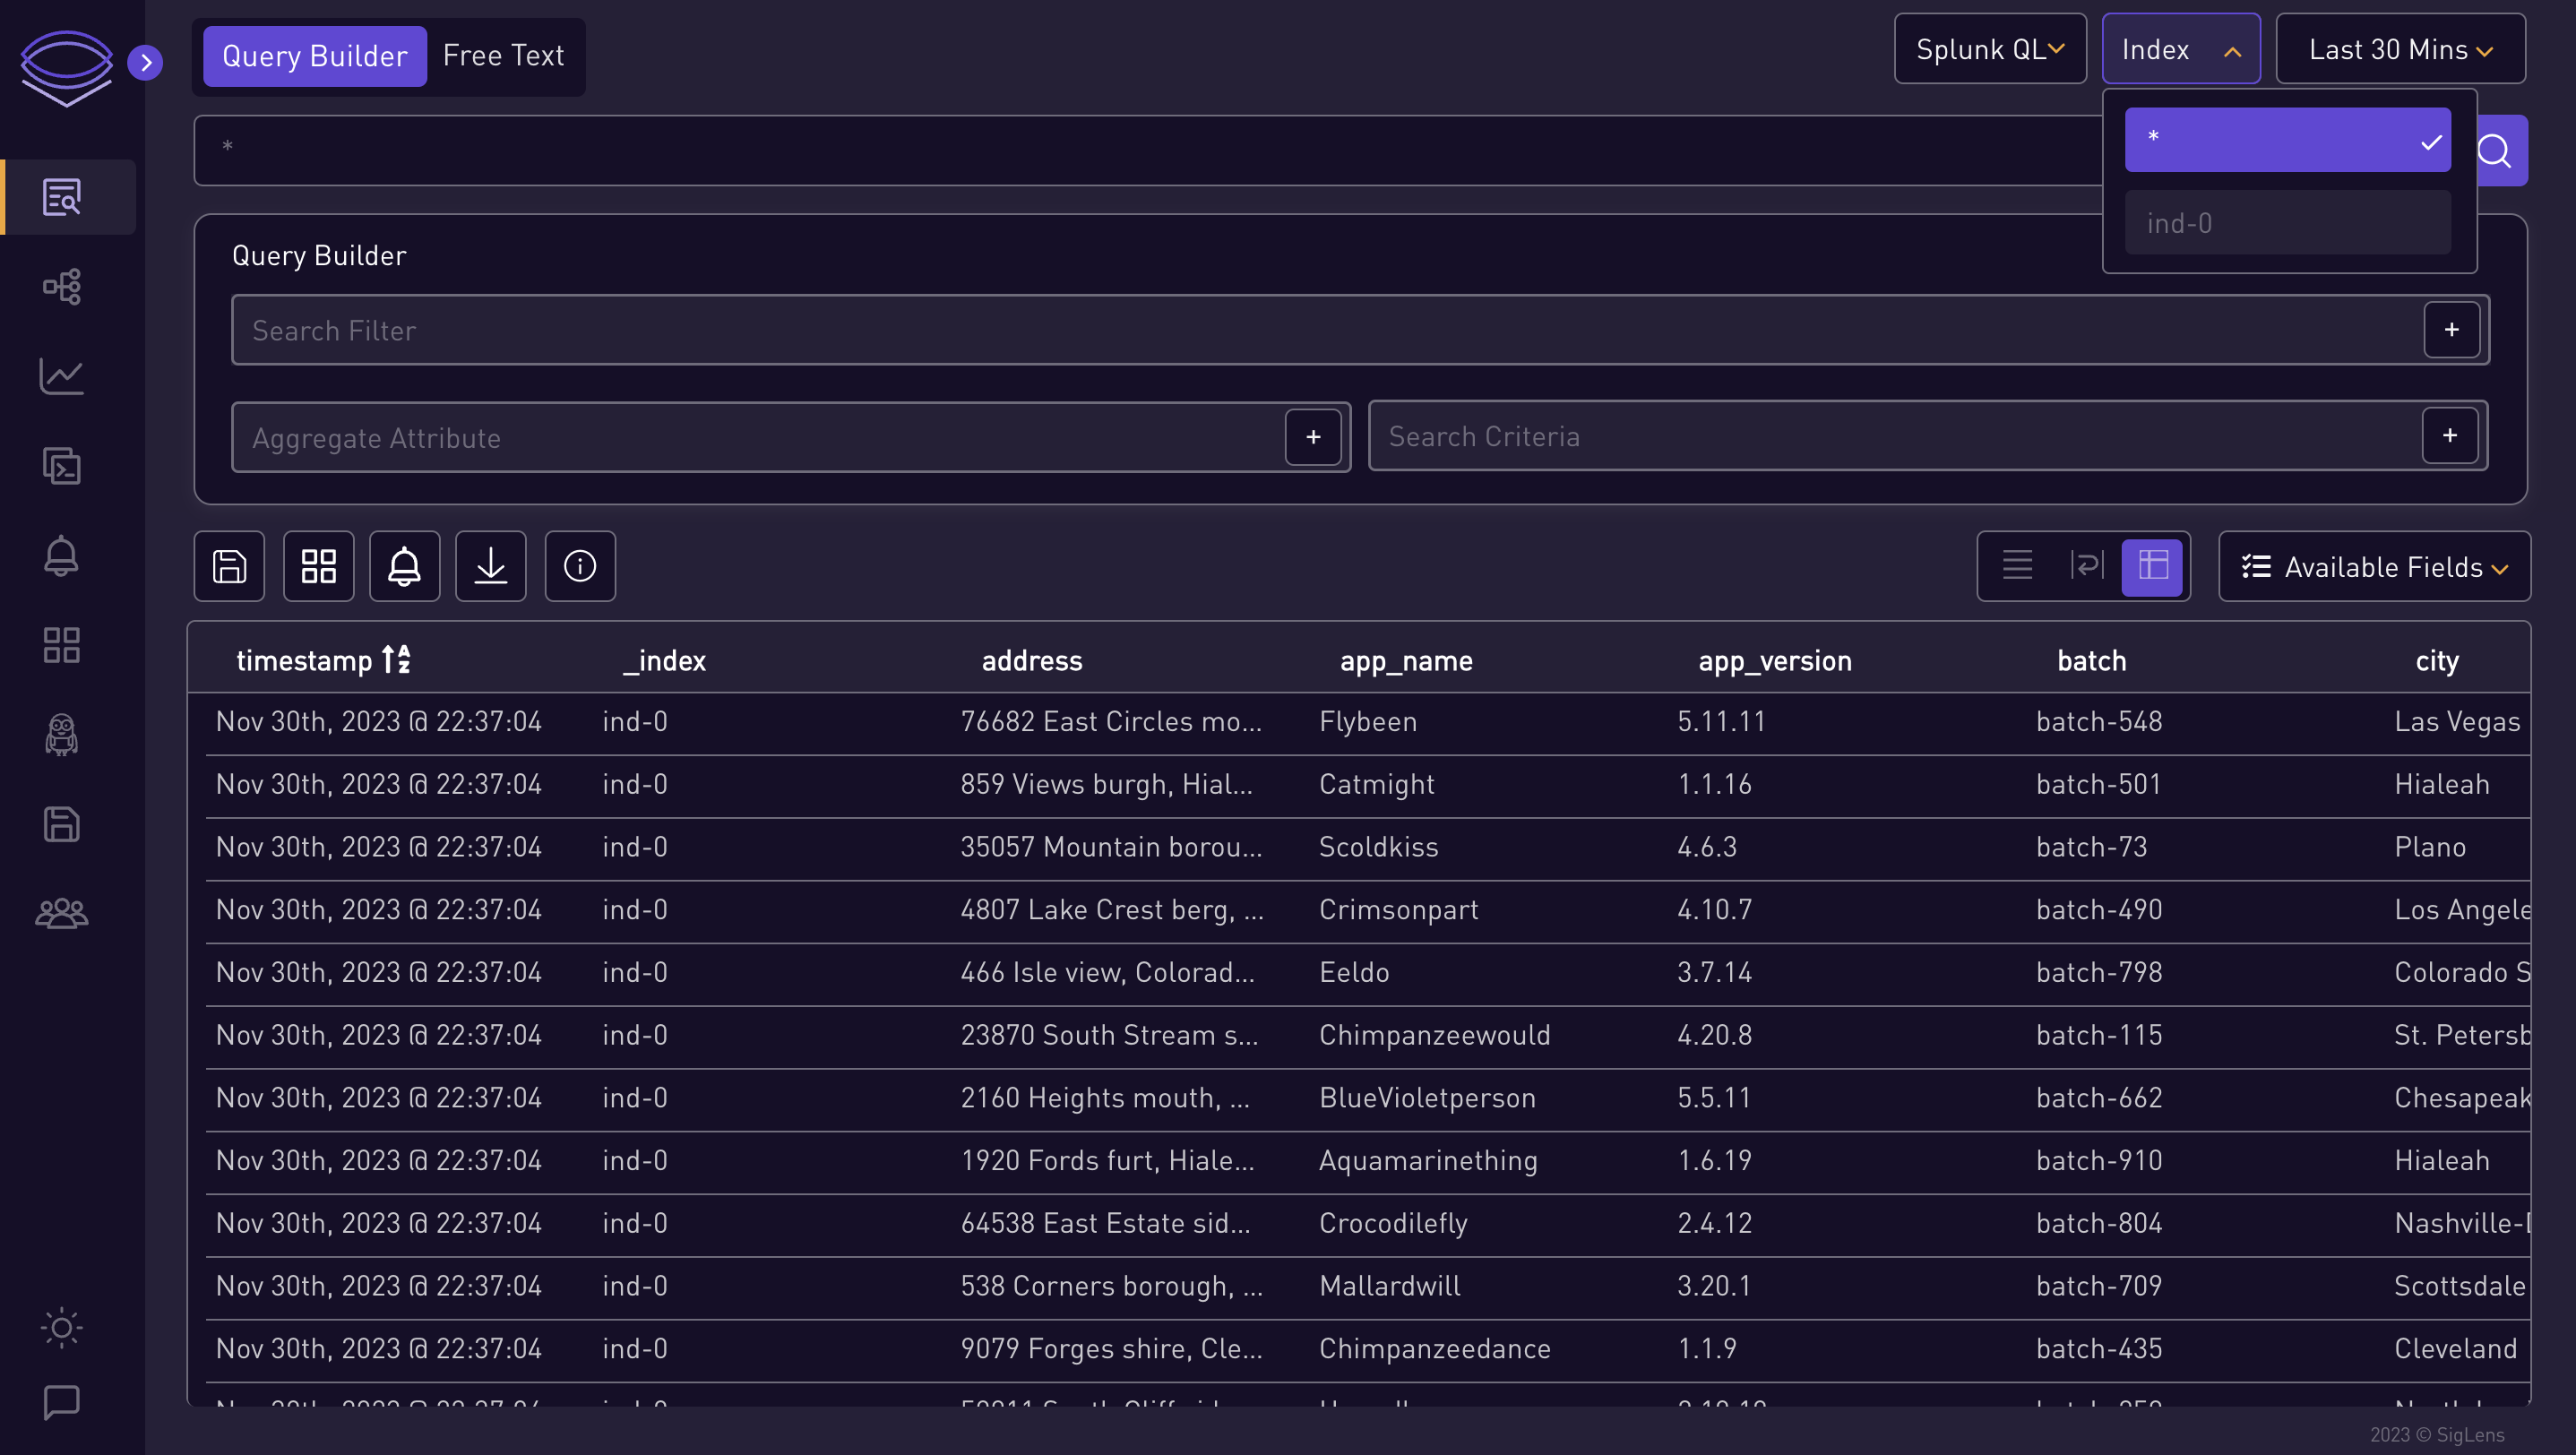 Query Builder Free Text Splunk QL Index Last 30 Mins
*
*
ind-0
Query Builder
Search Filter +
Aggregate Attribute + Search Criteria +
Available Fields
timestamp _index address app_name app_version batch city
Nov 30th, 2023 @ 22:37:04 ind-0 76682 East Circles mo... Flybeen 5.11.11 batch-548 Las Vegas
Nov 30th, 2023 @ 22:37:04 ind-0 859 Views burgh, Hial... Catmight 1.1.16 batch-501 Hialeah
Nov 30th, 2023 @ 22:37:04 ind-0 35057 Mountain borou... Scoldkiss 4.6.3 batch-73 Plano
Nov 30th, 2023 @ 22:37:04 ind-0 4807 Lake Crest berg, ... Crimsonpart 4.10.7 batch-490 Los Angele
Nov 30th, 2023 @ 22:37:04 ind-0 466 Isle view, Colorad... Eeldo 3.7.14 batch-798 Colorado S
Nov 30th, 2023 @ 22:37:04 ind-0 23870 South Stream s... Chimpanzeewould 4.20.8 batch-115 St. Petersb
Nov 30th, 2023 @ 22:37:04 ind-0 2160 Heights mouth, ... BlueVioletperson 5.5.11 batch-662 Chesapeak
Nov 30th, 2023 @ 22:37:04 ind-0 1920 Fords furt, Hiale... Aquamarinething 1.6.19 batch-910 Hialeah
Nov 30th, 2023 @ 22:37:04 ind-0 64538 East Estate sid... Crocodilefly 2.4.12 batch-804 Nashville-
Nov 30th, 2023 @ 22:37:04 ind-0 538 Corners borough, ... Mallardwill 3.20.1 batch-709 Scottsdale
Nov 30th, 2023 @ 22:37:04 ind-0 9079 Forges shire, Cle... Chimpanzeedance 1.1.9 batch-435 Cleveland
2023 © SigLens